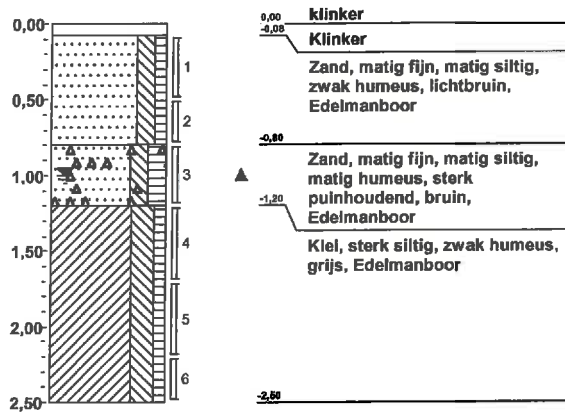 0,00
0,50
1,00
1,50
2,00
2,50
1
2
3
4
5
6
0,00 klinker
-0,08
Klinker
Zand, matig fijn, matig siltig,
zwak humeus, lichtbruin,
Edelmanboor
-0,80
Zand, matig fijn, matig siltig,
matig humeus, sterk
puinhoudend, bruin,
Edelmanboor
-1,20
Klei, sterk siltig, zwak humeus,
grijs, Edelmanboor
-2,50